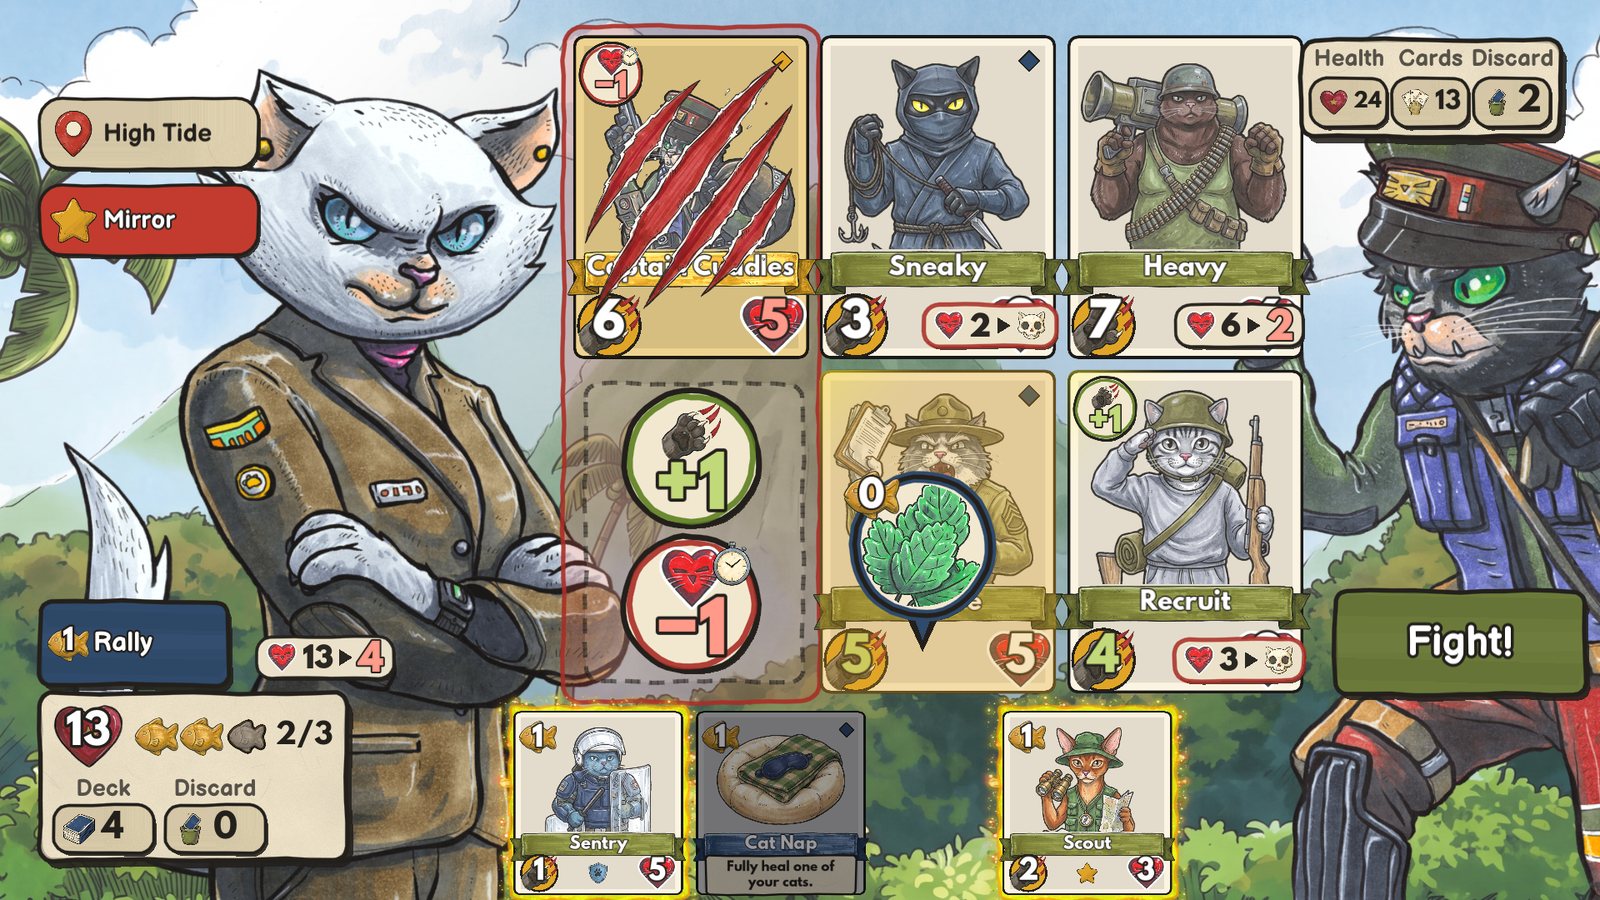 High Tide
Mirror
-1
Captain Cuddies
6
5
Sneaky
3
2
Heavy
7
6 2
Health Cards Discard
24 13 2
+1
-1
0
5
5
+1
Recruit
4
3
Fight!
1 Rally
13 4
13 2/3
Deck Discard
4 0
1
Sentry
1 5
1
Cat Nap
Fully heal one of
your cats.
1
Scout
2 3